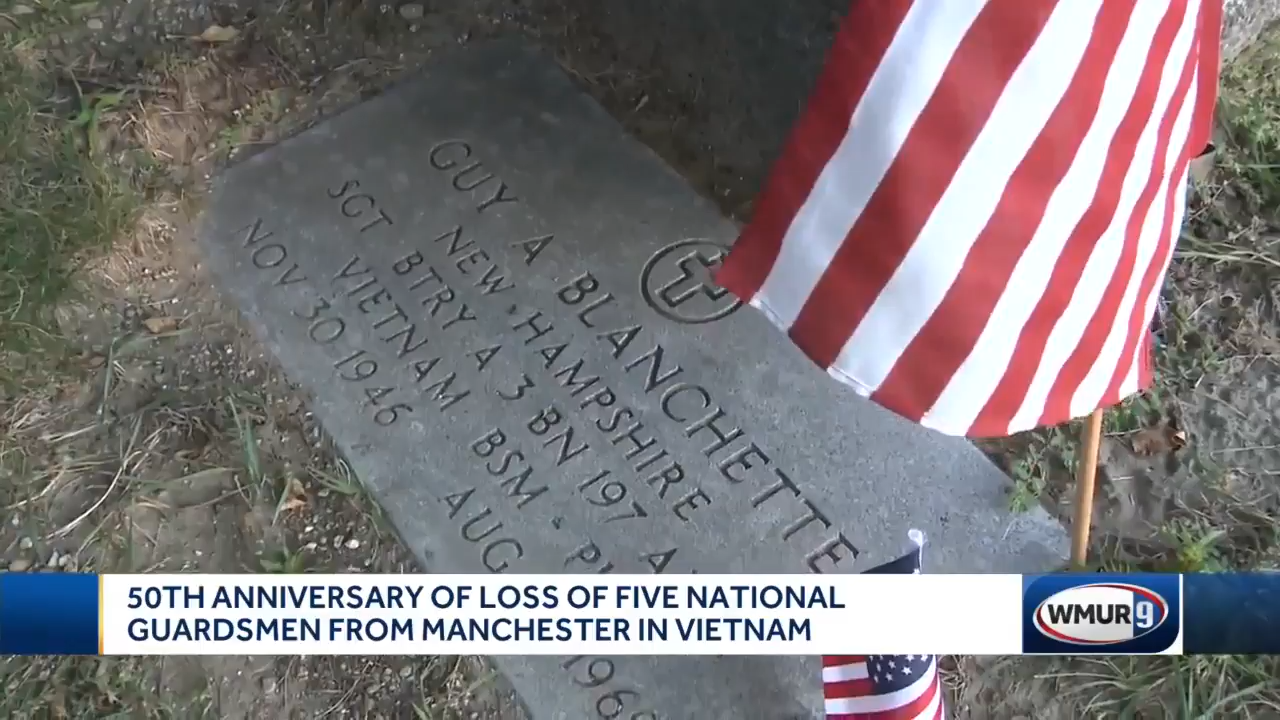 GUY A BLANCHETTE
NEW HAMPSHIRE
SGT BTRY A 3 BN 197
VIETNAM BSM
NOV 30 1946 AUG
50TH ANNIVERSARY OF LOSS OF FIVE NATIONAL
GUARDSMEN FROM MANCHESTER IN VIETNAM
WMUR9